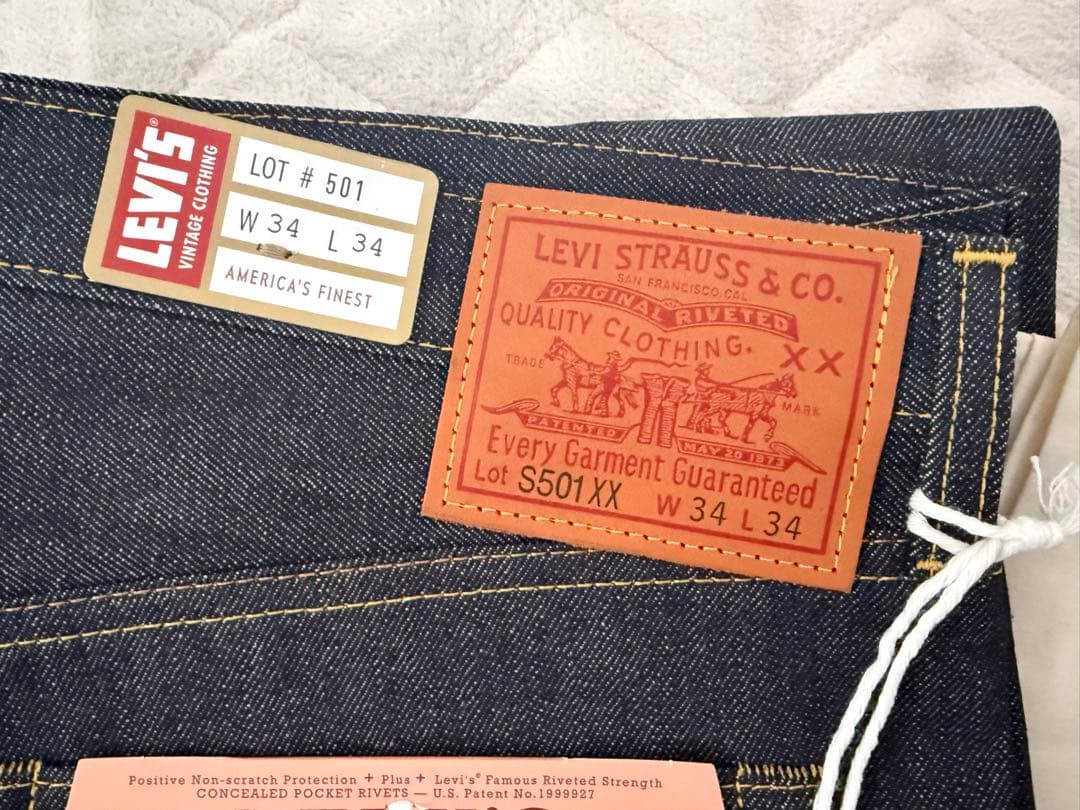 LEVI'S®
VINTAGE CLOTHING
LOT # 501
W 34 L 34
AMERICA'S FINEST
LEVI STRAUSS & CO.
SAN FRANCISCO, CAL
ORIGINAL RIVETED
QUALITY CLOTHING.
XX
TRADE MARK
PATENTED MAY 20 1873
Every Garment Guaranteed
Lot S501XX W 34 L 34
Positive Non-scratch Protection + Plus + Levi's® Famous Riveted Strength
CONCEALED POCKET RIVETS — U.S. Patent No. 1999927